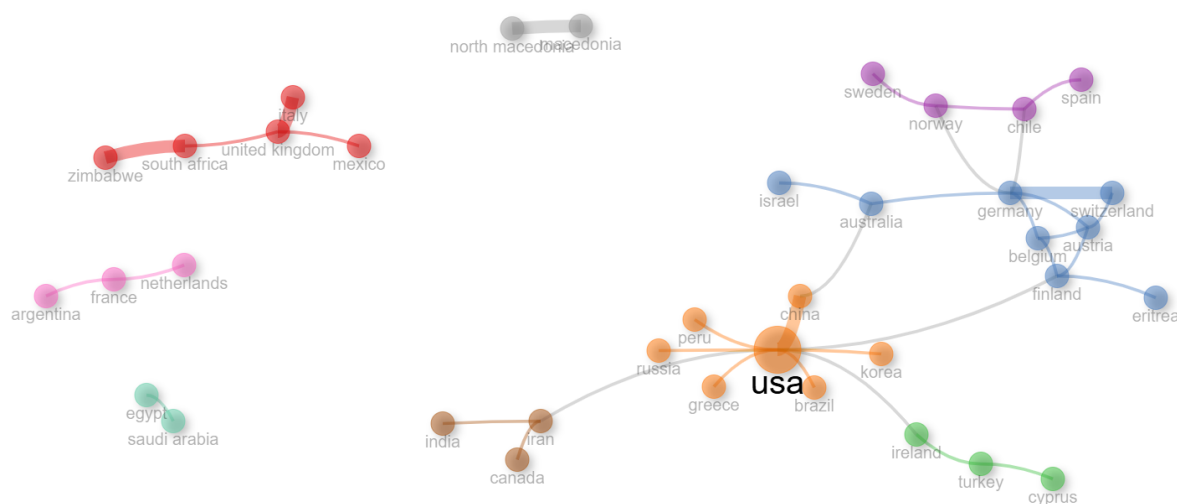 north macedonia
macedonia
sweden
spain
italy
norway
chile
united kingdom
mexico
south africa
zimbabwe
israel
australia
germany
switzerland
austria
belgium
netherlands
france
argentina
finland
eritrea
china
peru
russia
korea
usa
greece
brazil
egypt
saudi arabia
india
iran
canada
ireland
turkey
cyprus